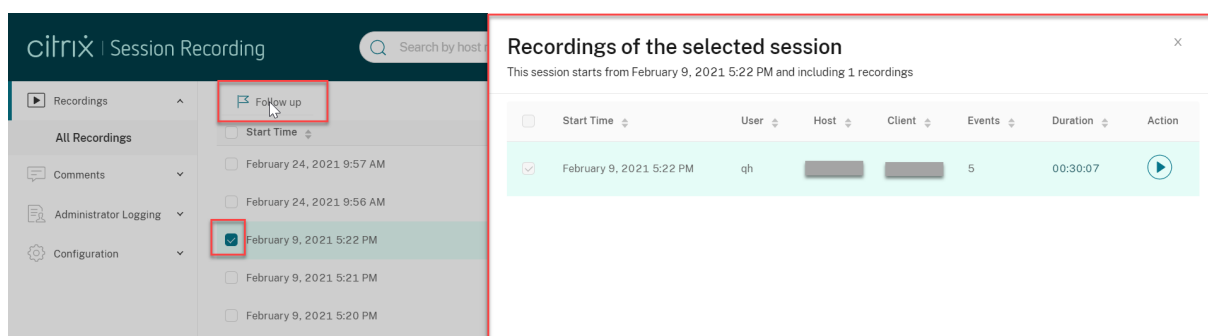 citrix | Session Recording
Search by host
Recordings
All Recordings
Comments
Administrator Logging
Configuration
Follow up
Start Time
February 24, 2021 9:57 AM
February 24, 2021 9:56 AM
February 9, 2021 5:22 PM
February 9, 2021 5:21 PM
February 9, 2021 5:20 PM
Recordings of the selected session
This session starts from February 9, 2021 5:22 PM and including 1 recordings
Start Time User Host Client Events Duration Action
February 9, 2021 5:22 PM qh 5 00:30:07